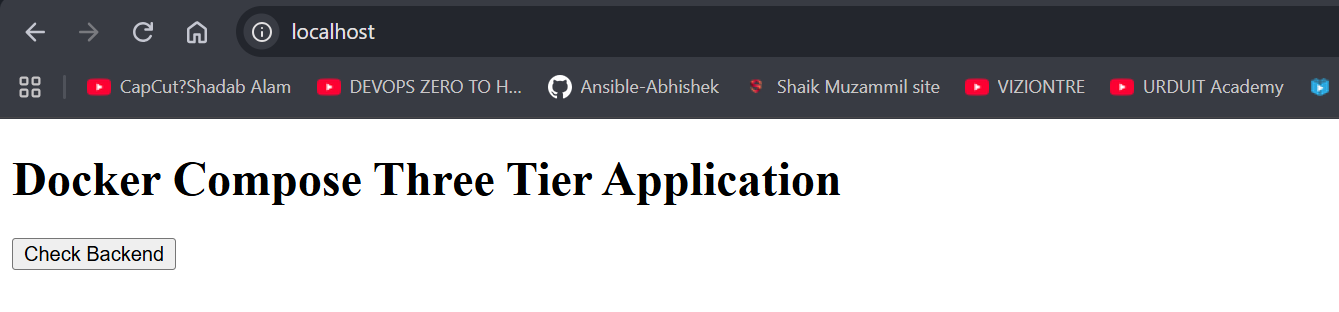 localhost
CapCut?Shadab Alam DEVOPS ZERO TO H... Ansible-Abhishek Shaik Muzammil site VIZIONTRE URDUIT Academy
Docker Compose Three Tier Application
Check Backend